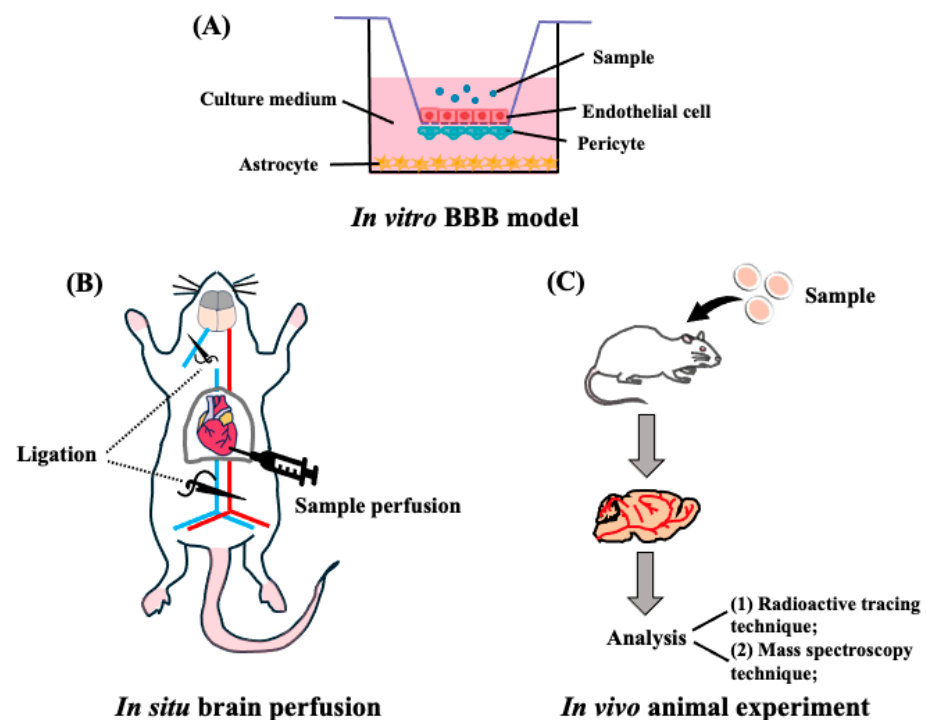 (A)
Sample
Culture medium
Endothelial cell
Pericyte
Astrocyte
In vitro BBB model
(B)
Ligation
Sample perfusion
In situ brain perfusion
(C)
Sample
Analysis
(1) Radioactive tracing
technique;
(2) Mass spectroscopy
technique;
In vivo animal experiment